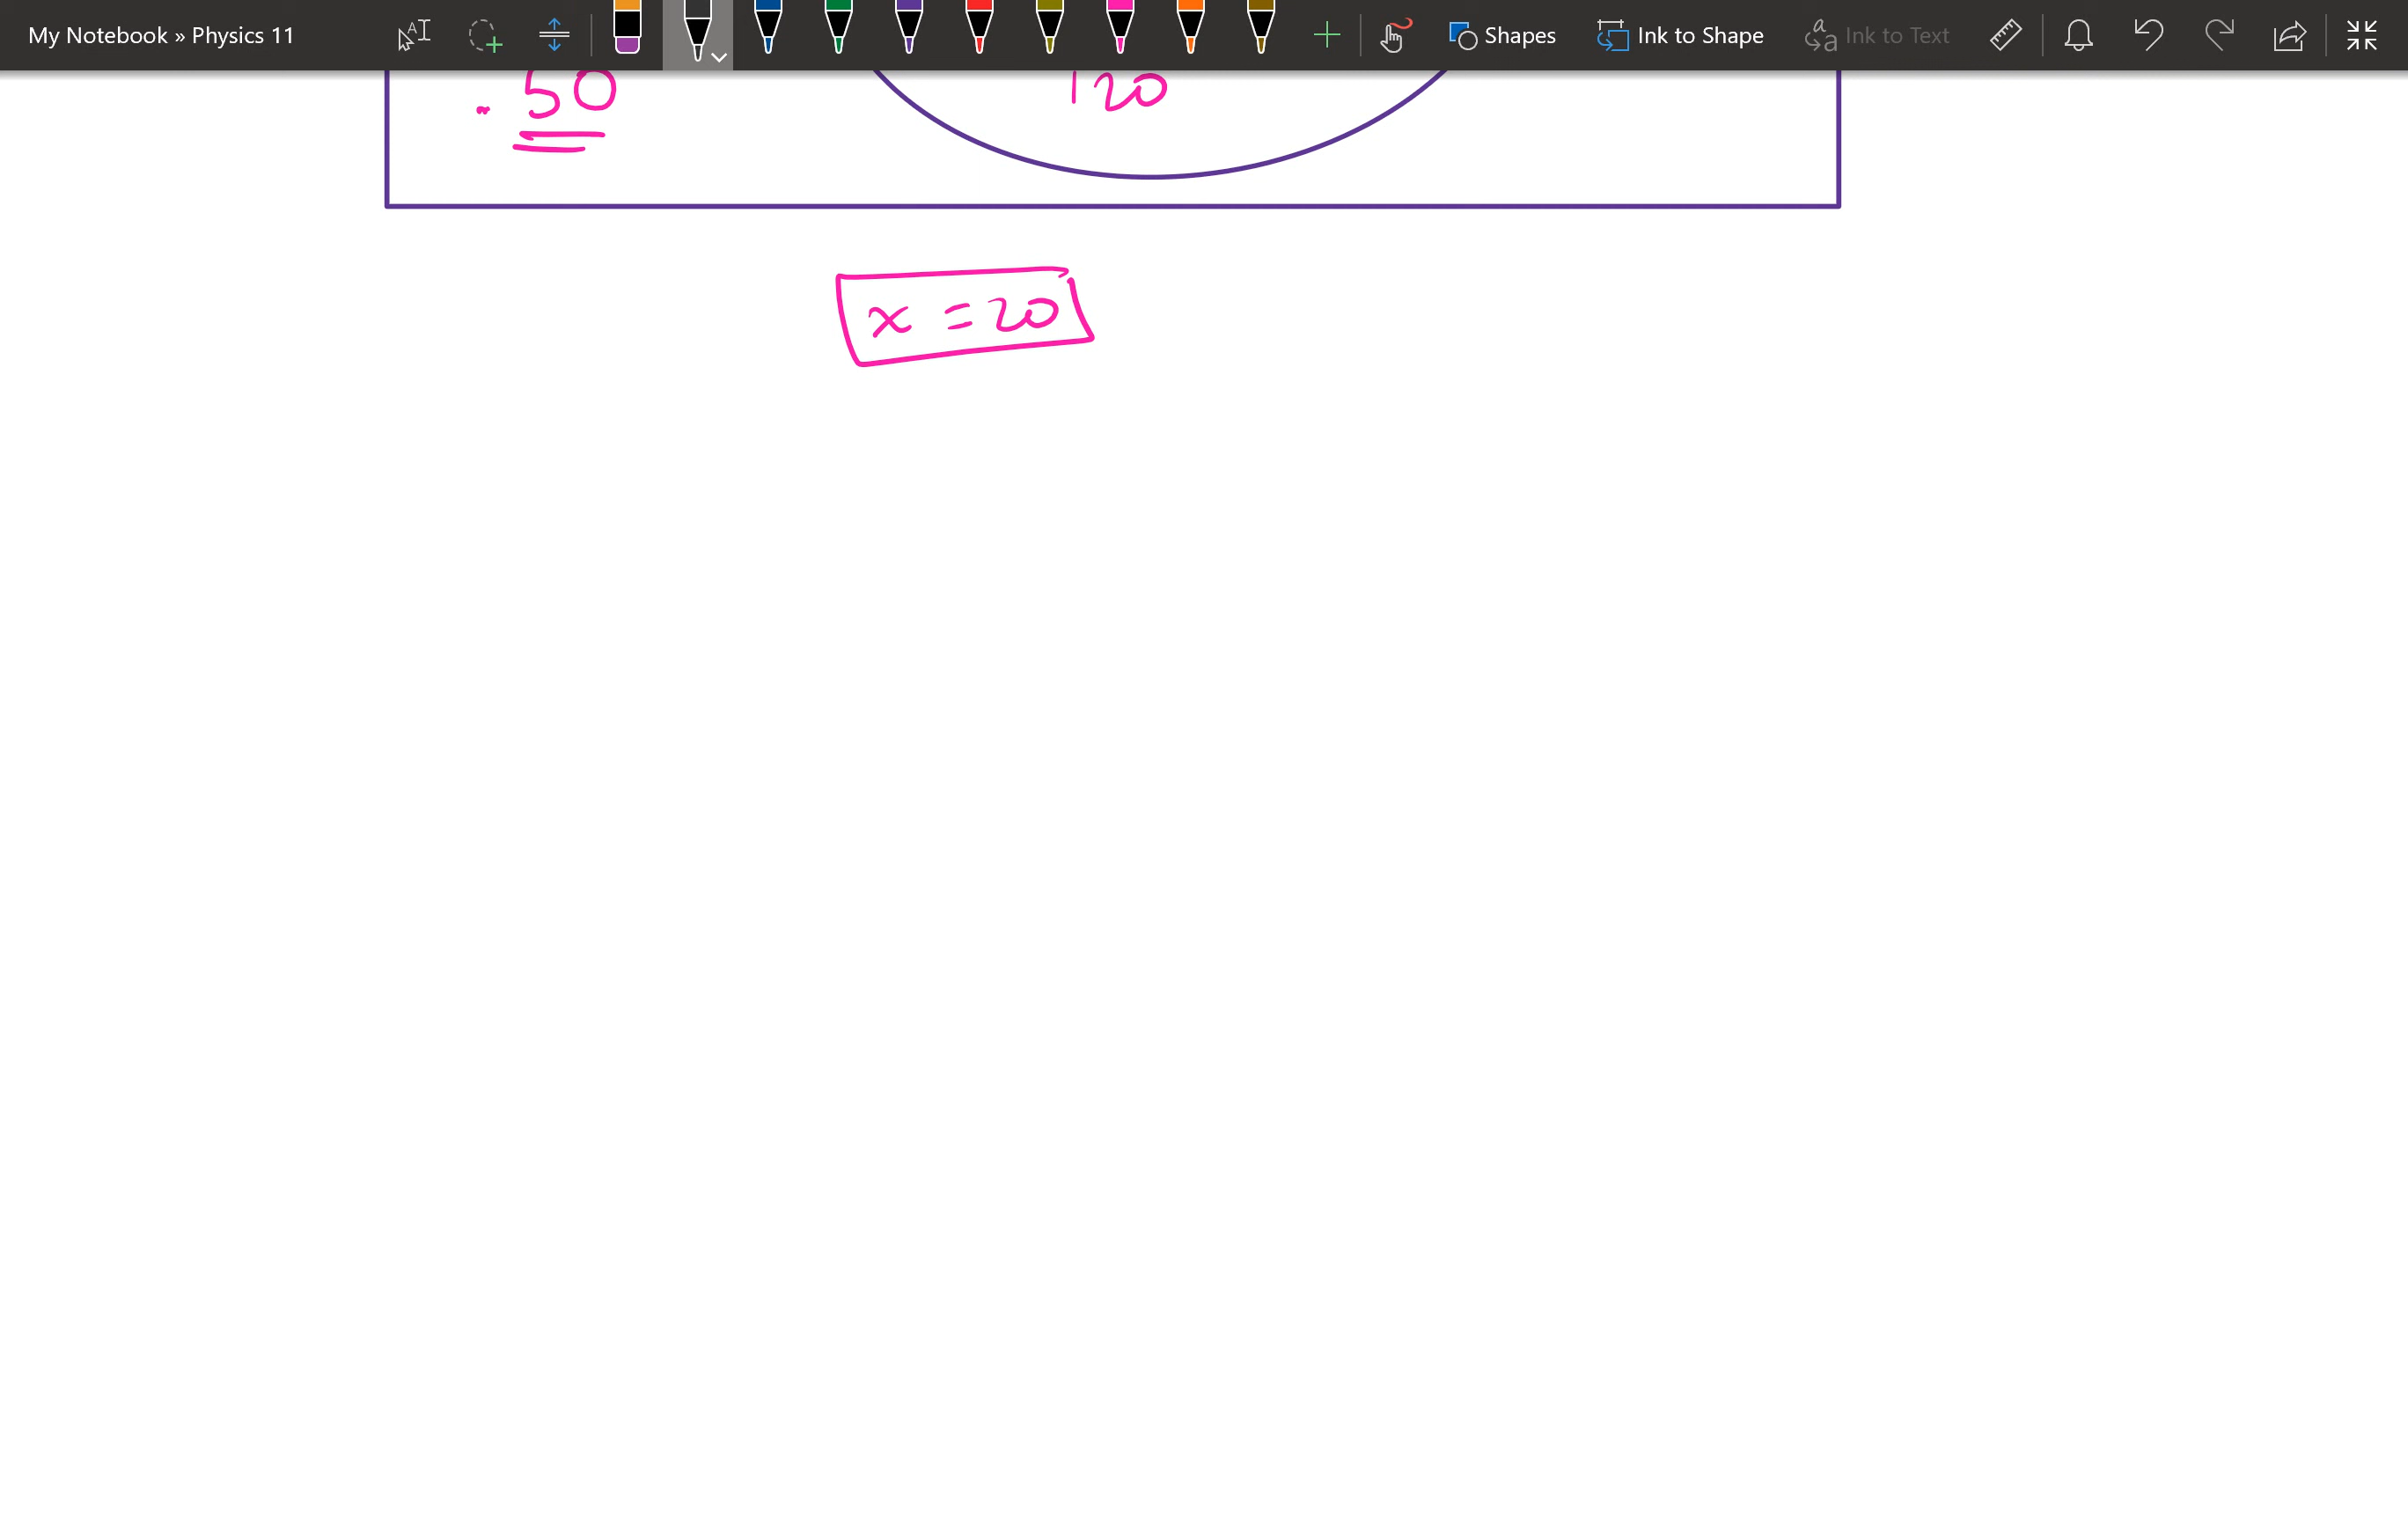 My Notebook » Physics 11 Shapes Ink to Shape Ink to Text
50 120
x = 20